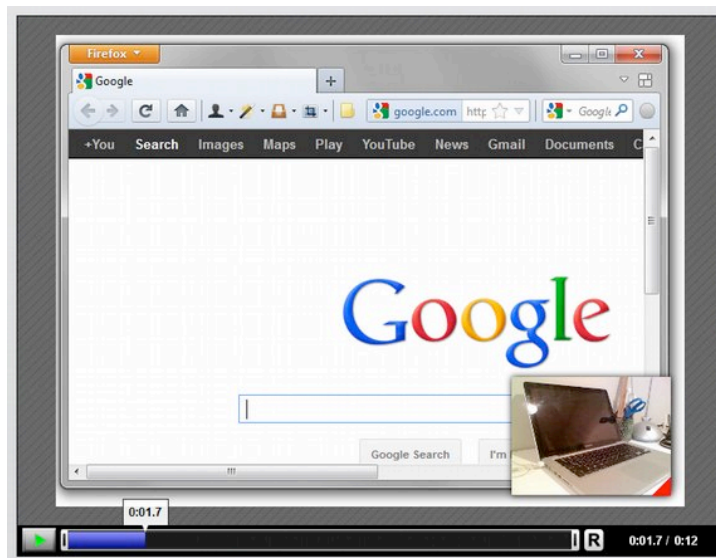 Firefox
Google
google.com http Google
+You Search Images Maps Play YouTube News Gmail Documents C
Google
Google Search I'm
0:01.7
R 0:01.7 / 0:12